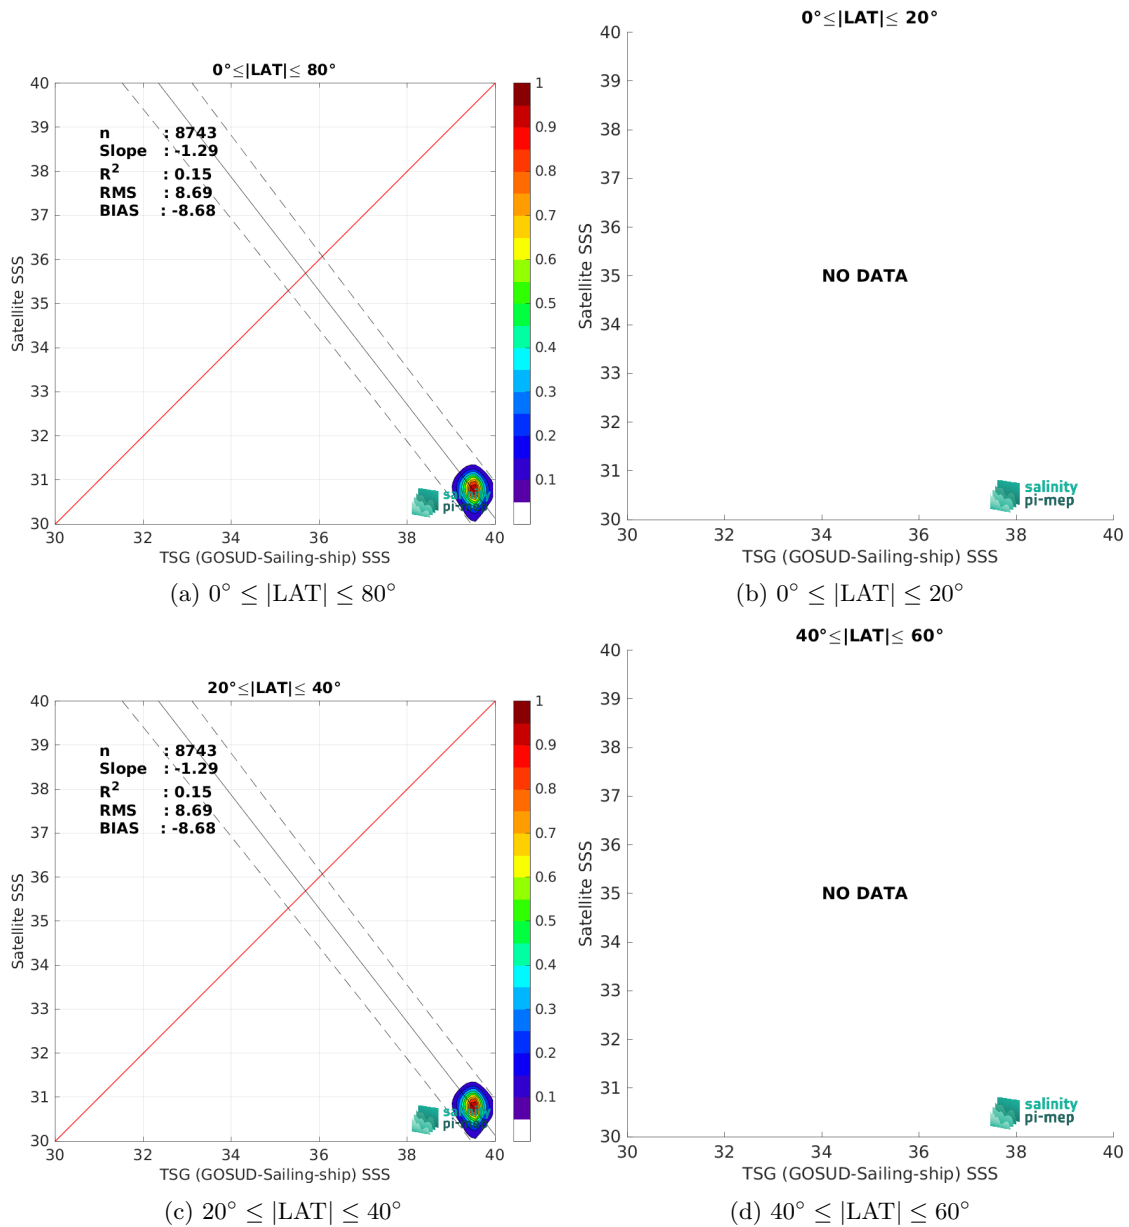 0°≤|LAT|≤ 80°
40
39
38
37
36
35
34
33
32
31
30
Satellite SSS
n : 8743
Slope : -1.29
R² : 0.15
RMS : 8.69
BIAS : -8.68
1
0.9
0.8
0.7
0.6
0.5
0.4
0.3
0.2
0.1
salinity
pi-mep
30 32 34 36 38 40
TSG (GOSUD-Sailing-ship) SSS
(a) 0° ≤ |LAT| ≤ 80°
0°≤|LAT|≤ 20°
40
39
38
37
36
35
34
33
32
31
30
Satellite SSS
NO DATA
salinity
pi-mep
30 32 34 36 38 40
TSG (GOSUD-Sailing-ship) SSS
(b) 0° ≤ |LAT| ≤ 20°
20°≤|LAT|≤ 40°
40
39
38
37
36
35
34
33
32
31
30
Satellite SSS
n : 8743
Slope : -1.29
R² : 0.15
RMS : 8.69
BIAS : -8.68
1
0.9
0.8
0.7
0.6
0.5
0.4
0.3
0.2
0.1
salinity
pi-mep
30 32 34 36 38 40
TSG (GOSUD-Sailing-ship) SSS
(c) 20° ≤ |LAT| ≤ 40°
40°≤|LAT|≤ 60°
40
39
38
37
36
35
34
33
32
31
30
Satellite SSS
NO DATA
salinity
pi-mep
30 32 34 36 38 40
TSG (GOSUD-Sailing-ship) SSS
(d) 40° ≤ |LAT| ≤ 60°